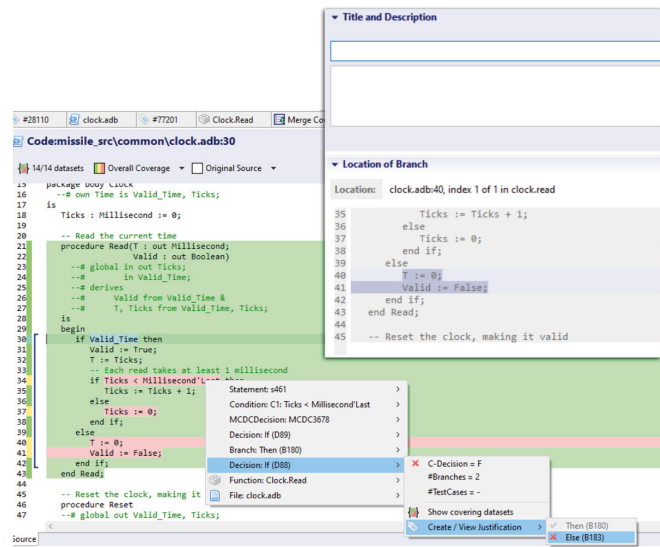 Title and Description
#28110 clock.adb #77201 Clock.Read Merge Co
Code:missile_src\common\clock.adb:30
14/14 datasets Overall Coverage Original Source
15 package body Clock
16 --# own Time is Valid_Time, Ticks;
17 is
18 Ticks : Millisecond := 0;
19
20 -- Read the current time
21 procedure Read(T : out Millisecond;
22 Valid : out Boolean)
23 --# global in out Ticks;
24 --# in Valid_Time;
25 --# derives
26 --# Valid from Valid_Time &
27 --# T, Ticks from Valid_Time, Ticks;
28 is
29 begin
30 if Valid_Time then
31 Valid := True;
32 T := Ticks;
33 -- Each read takes at least 1 millisecond
34 if Ticks < Millisecond'Last then
35 Ticks := Ticks + 1;
36 else
37 Ticks := 0;
38 end if;
39 else
40 T := 0;
41 Valid := False;
42 end if;
43 end Read;
44
45 -- Reset the clock, making it
46 procedure Reset
47 --# global out Valid_Time, Ticks;
Source
Location of Branch
Location: clock.adb:40, index 1 of 1 in clock.read
35 Ticks := Ticks + 1;
36 else
37 Ticks := 0;
38 end if;
39 else
40 T := 0;
41 Valid := False;
42 end if;
43 end Read;
44
45 -- Reset the clock, making it valid
Statement: s461
Condition: C1: Ticks < Millisecond'Last
MCDCDecision: MCDC3678
Decision: If (D89)
Branch: Then (B180)
Decision: If (D88)
Function: Clock.Read
File: clock.adb
C-Decision = F
#Branches = 2
#TestCases = -
Show covering datasets
Create / View Justification
Then (B180)
Else (B183)